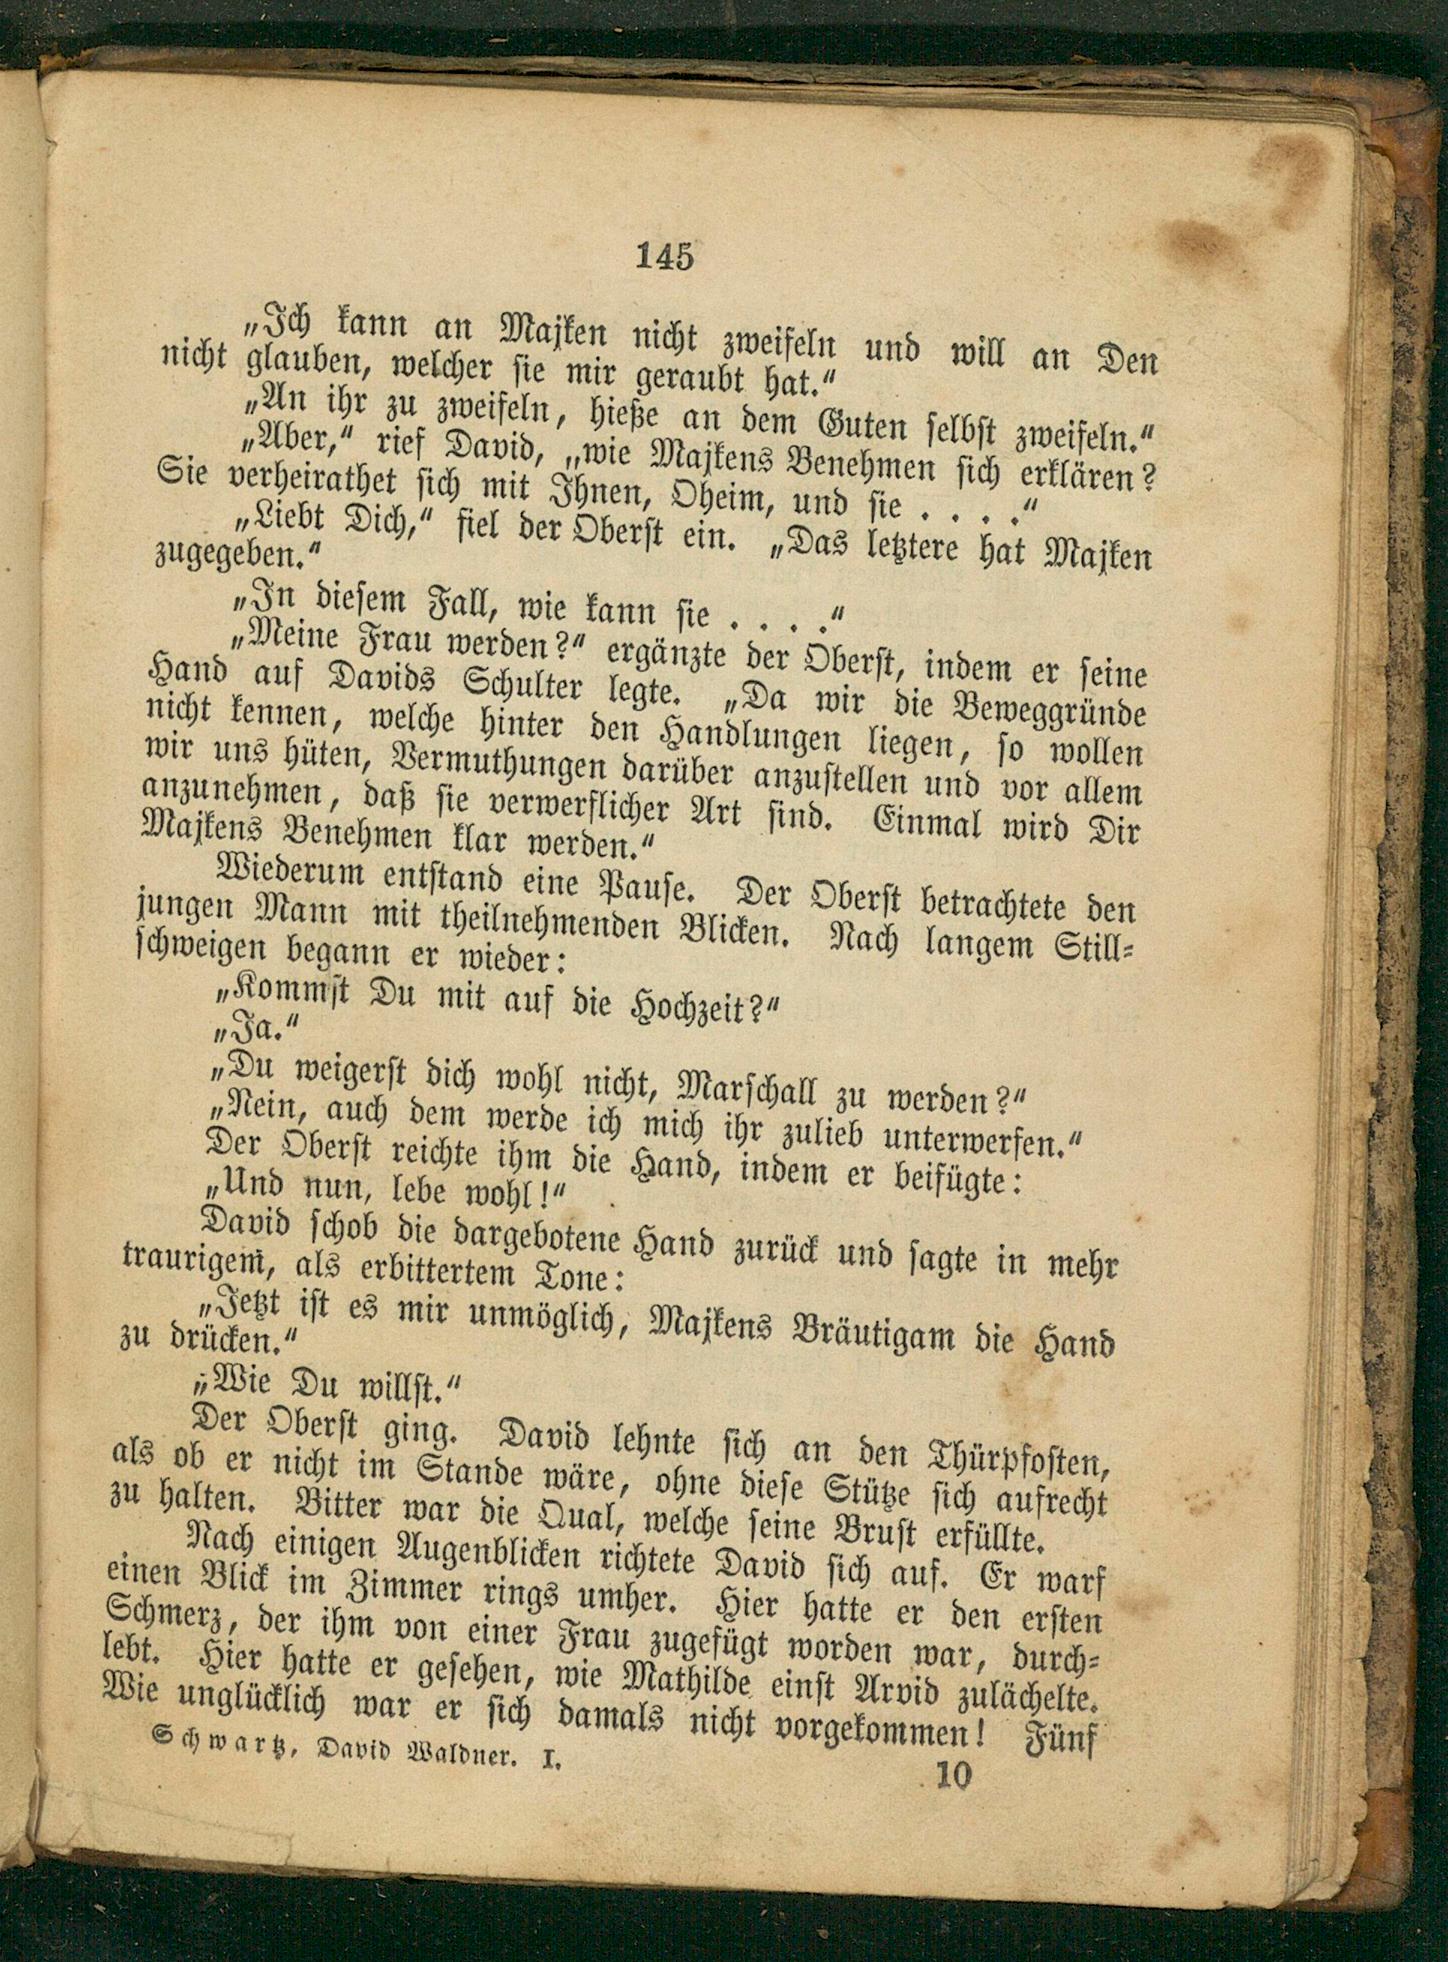 145
„Ich kann an Majken nicht zweifeln und will an Den
nicht glauben, welcher sie mir geraubt hat.“
„An ihr zu zweifeln, hieße an dem Guten selbst zweifeln.“
„Aber,“ rief David, „wie Majkens Benehmen sich erklären?
Sie verheirathet sich mit Ihnen, Oheim, und sie . . . .“
„Liebt Dich,“ fiel der Oberst ein. „Das letztere hat Majken
zugegeben.“
„In diesem Fall, wie kann sie . . . .“
„Meine Frau werden?“ ergänzte der Oberst, indem er seine
Hand auf Davids Schulter legte. „Da wir die Beweggründe
nicht kennen, welche hinter den Handlungen liegen, so wollen
wir uns hüten, Vermuthungen darüber anzustellen und vor allem
anzunehmen, daß sie verwerflicher Art sind. Einmal wird Dir
Majkens Benehmen klar werden.“
Wiederum entstand eine Pause. Der Oberst betrachtete den
jungen Mann mit theilnehmenden Blicken. Nach langem Still-
schweigen begann er wieder:
„Kommst Du mit auf die Hochzeit?“
„Ja.“
„Du weigerst dich wohl nicht, Marschall zu werden?“
„Nein, auch dem werde ich mich ihr zulieb unterwerfen.“
Der Oberst reichte ihm die Hand, indem er beifügte:
„Und nun, lebe wohl!“
David schob die dargebotene Hand zurück und sagte in mehr
traurigem, als erbittertem Tone:
„Jetzt ist es mir unmöglich, Majkens Bräutigam die Hand
zu drücken.“
„Wie Du willst.“
Der Oberst ging. David lehnte sich an den Thürpfosten,
als ob er nicht im Stande wäre, ohne diese Stütze sich aufrecht
zu halten. Bitter war die Qual, welche seine Brust erfüllte.
Nach einigen Augenblicken richtete David sich auf. Er warf
einen Blick im Zimmer rings umher. Hier hatte er den ersten
Schmerz, der ihm von einer Frau zugefügt worden war, durch-
lebt. Hier hatte er gesehen, wie Mathilde einst Arvid zulächelte.
Wie unglücklich war er sich damals nicht vorgekommen! Fünf
Schwartz, David Waldner. I.
10